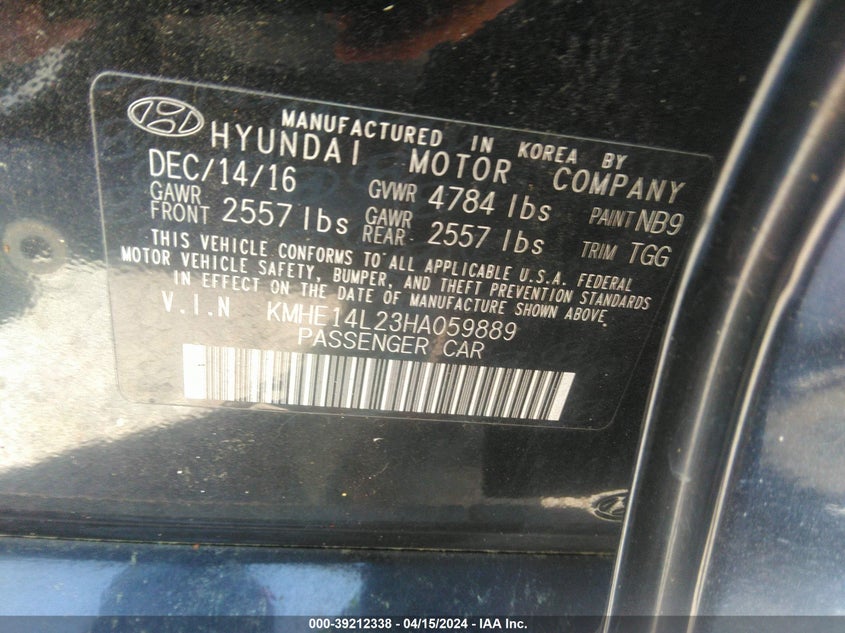 MANUFACTURED IN KOREA BY
HYUNDAI MOTOR COMPANY
DEC/14/16 GVWR 4784 lbs PAINT NB9
GAWR FRONT 2557 lbs GAWR REAR 2557 lbs TRIM TGG
THIS VEHICLE CONFORMS TO ALL APPLICABLE U.S.A. FEDERAL
MOTOR VEHICLE SAFETY, BUMPER, AND THEFT PREVENTION STANDARDS
IN EFFECT ON THE DATE OF MANUFACTURE SHOWN ABOVE.
V.I.N KMHE14L23HA059889
PASSENGER CAR
000-39212338 - 04/15/2024 - IAA Inc.